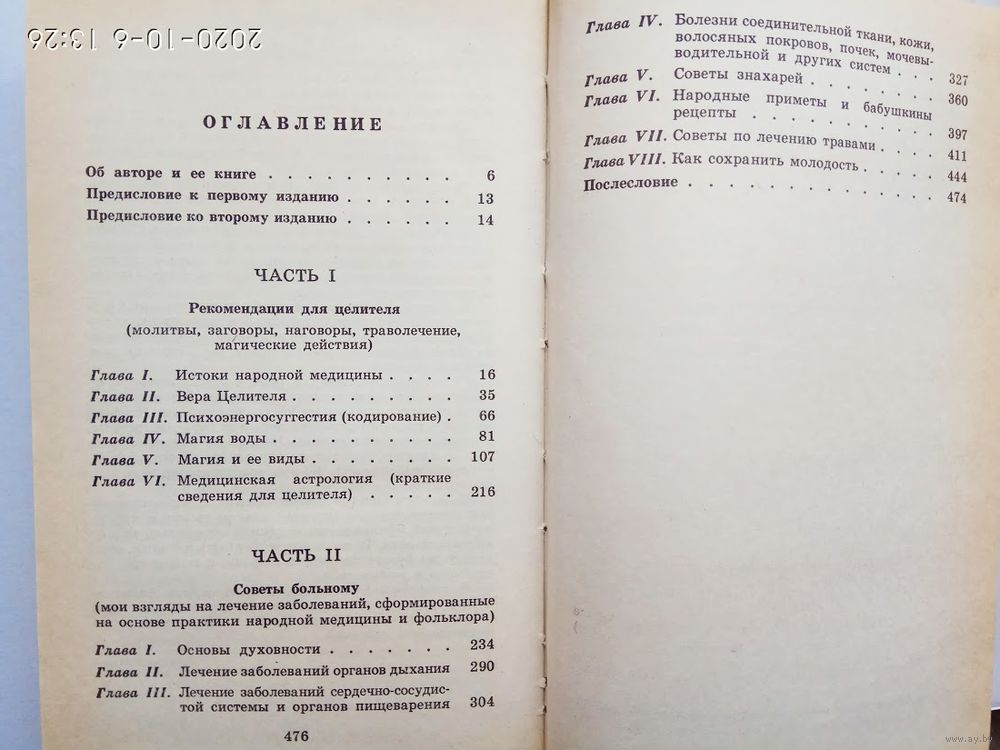 2020-10-6 13:26
ОГЛАВЛЕНИЕ
Об авторе и ее книге . . . . . . . . . . 6
Предисловие к первому изданию . . . . . . 13
Предисловие ко второму изданию . . . . . . 14
ЧАСТЬ I
Рекомендации для целителя
(молитвы, заговоры, наговоры, траволечение,
магические действия)
Глава I. Истоки народной медицины . . . . 16
Глава II. Вера Целителя . . . . . . . . 35
Глава III. Психоэнергосуггестия (кодирование) . 66
Глава IV. Магия воды . . . . . . . . . . 81
Глава V. Магия и ее виды . . . . . . . 107
Глава VI. Медицинская астрология (краткие
сведения для целителя) . . . . . 216
ЧАСТЬ II
Советы больному
(мои взгляды на лечение заболеваний, сформированные
на основе практики народной медицины и фольклора)
Глава I. Основы духовности . . . . . . . 234
Глава II. Лечение заболеваний органов дыхания 290
Глава III. Лечение заболеваний сердечно-сосудис-
той системы и органов пищеварения 304
476
Глава IV. Болезни соединительной ткани, кожи,
волосяных покровов, почек, мочевы-
водительной и других систем . . . 327
Глава V. Советы знахарей . . . . . . . . 360
Глава VI. Народные приметы и бабушкины
рецепты . . . . . . . . . . 397
Глава VII. Советы по лечению травами . . . . 411
Глава VIII. Как сохранить молодость . . . . . 444
Послесловие . . . . . . . . . . . . . 474
www.ay.by